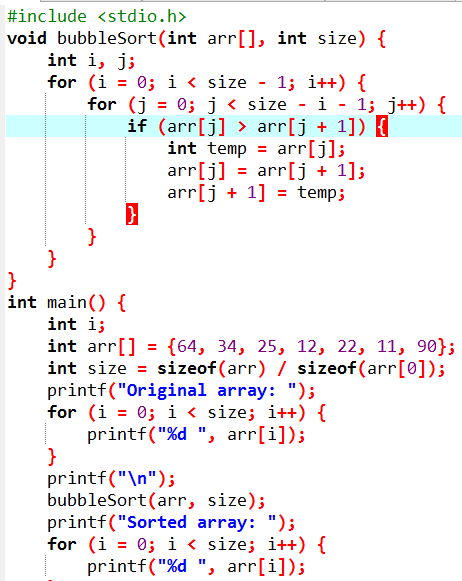 #include <stdio.h>
void bubbleSort(int arr[], int size) {
    int i, j;
    for (i = 0; i < size - 1; i++) {
        for (j = 0; j < size - i - 1; j++) {
            if (arr[j] > arr[j + 1]) {
                int temp = arr[j];
                arr[j] = arr[j + 1];
                arr[j + 1] = temp;
            }
        }
    }
}
int main() {
    int i;
    int arr[] = {64, 34, 25, 12, 22, 11, 90};
    int size = sizeof(arr) / sizeof(arr[0]);
    printf("Original array: ");
    for (i = 0; i < size; i++) {
        printf("%d ", arr[i]);
    }
    printf("\n");
    bubbleSort(arr, size);
    printf("Sorted array: ");
    for (i = 0; i < size; i++) {
        printf("%d ", arr[i]);